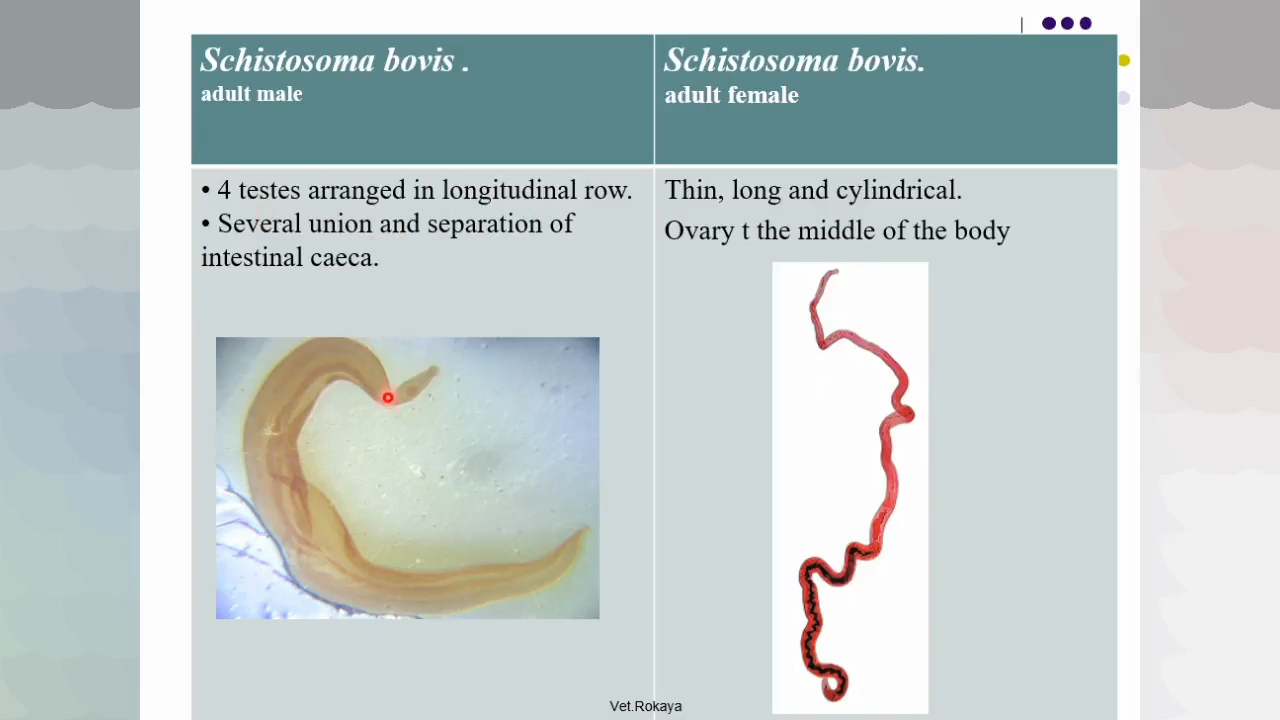 Schistosoma bovis .
adult male
Schistosoma bovis.
adult female
• 4 testes arranged in longitudinal row.
• Several union and separation of
intestinal caeca.
Thin, long and cylindrical.
Ovary t the middle of the body
Vet.Rokaya